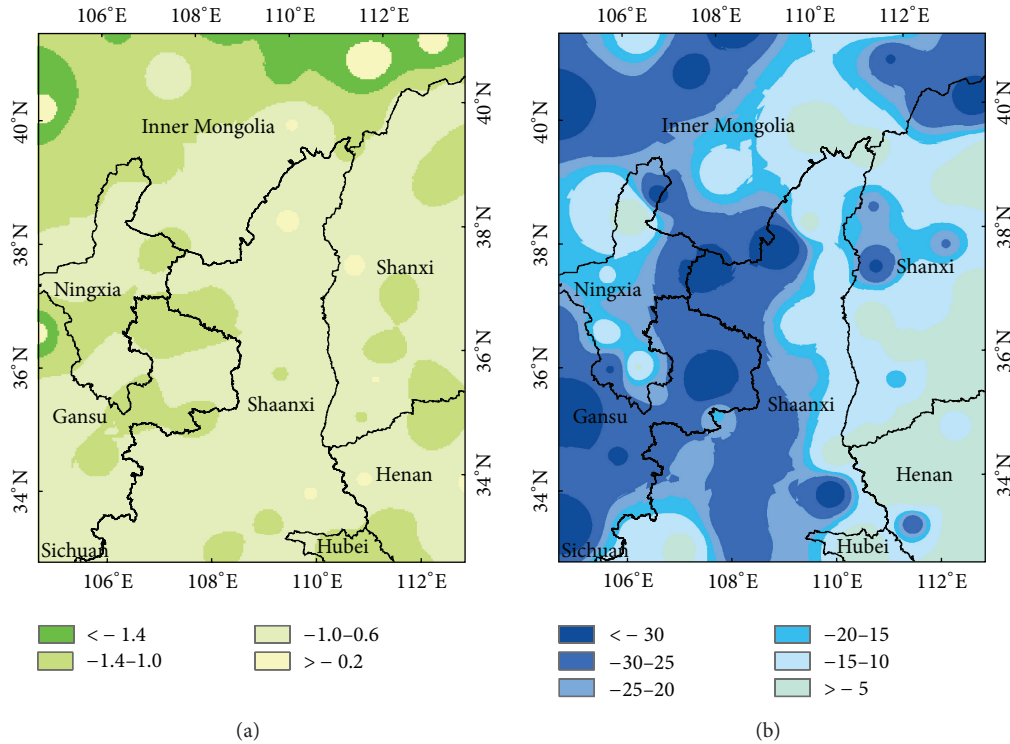 106°E 108°E 110°E 112°E
40°N 38°N 36°N 34°N
Inner Mongolia
Ningxia
Shanxi
Gansu
Shaanxi
Henan
Sichuan
Hubei
40°N 38°N 36°N 34°N
106°E 108°E 110°E 112°E
< − 1.4
−1.4–1.0
−1.0–0.6
> − 0.2
(a)
106°E 108°E 110°E 112°E
40°N 38°N 36°N 34°N
Inner Mongolia
Ningxia
Shanxi
Gansu
Shaanxi
Henan
Sichuan
Hubei
40°N 38°N 36°N 34°N
106°E 108°E 110°E 112°E
< − 30
−30–25
−25–20
−20–15
−15–10
> − 5
(b)